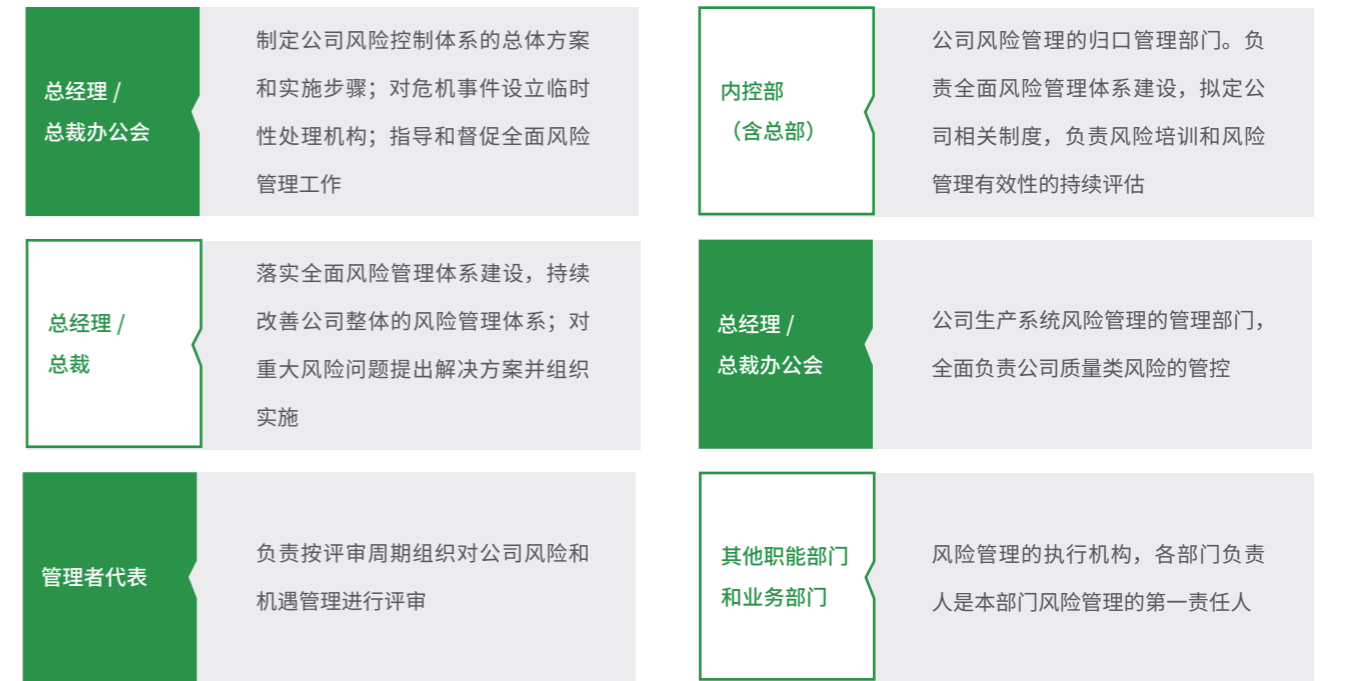 总经理 /
总裁办公会
制定公司风险控制体系的总体方案
和实施步骤；对危机事件设立临时
性处理机构；指导和督促全面风险
管理工作
内控部
（含总部）
公司风险管理的归口管理部门。负
责全面风险管理体系建设，拟定公
司相关制度，负责风险培训和风险
管理有效性的持续评估
总经理 /
总裁
落实全面风险管理体系建设，持续
改善公司整体的风险管理体系；对
重大风险问题提出解决方案并组织
实施
总经理 /
总裁办公会
公司生产系统风险管理的管理部门，
全面负责公司质量类风险的管控
管理者代表
负责按评审周期组织对公司风险和
机遇管理进行评审
其他职能部门
和业务部门
风险管理的执行机构，各部门负责
人是本部门风险管理的第一责任人